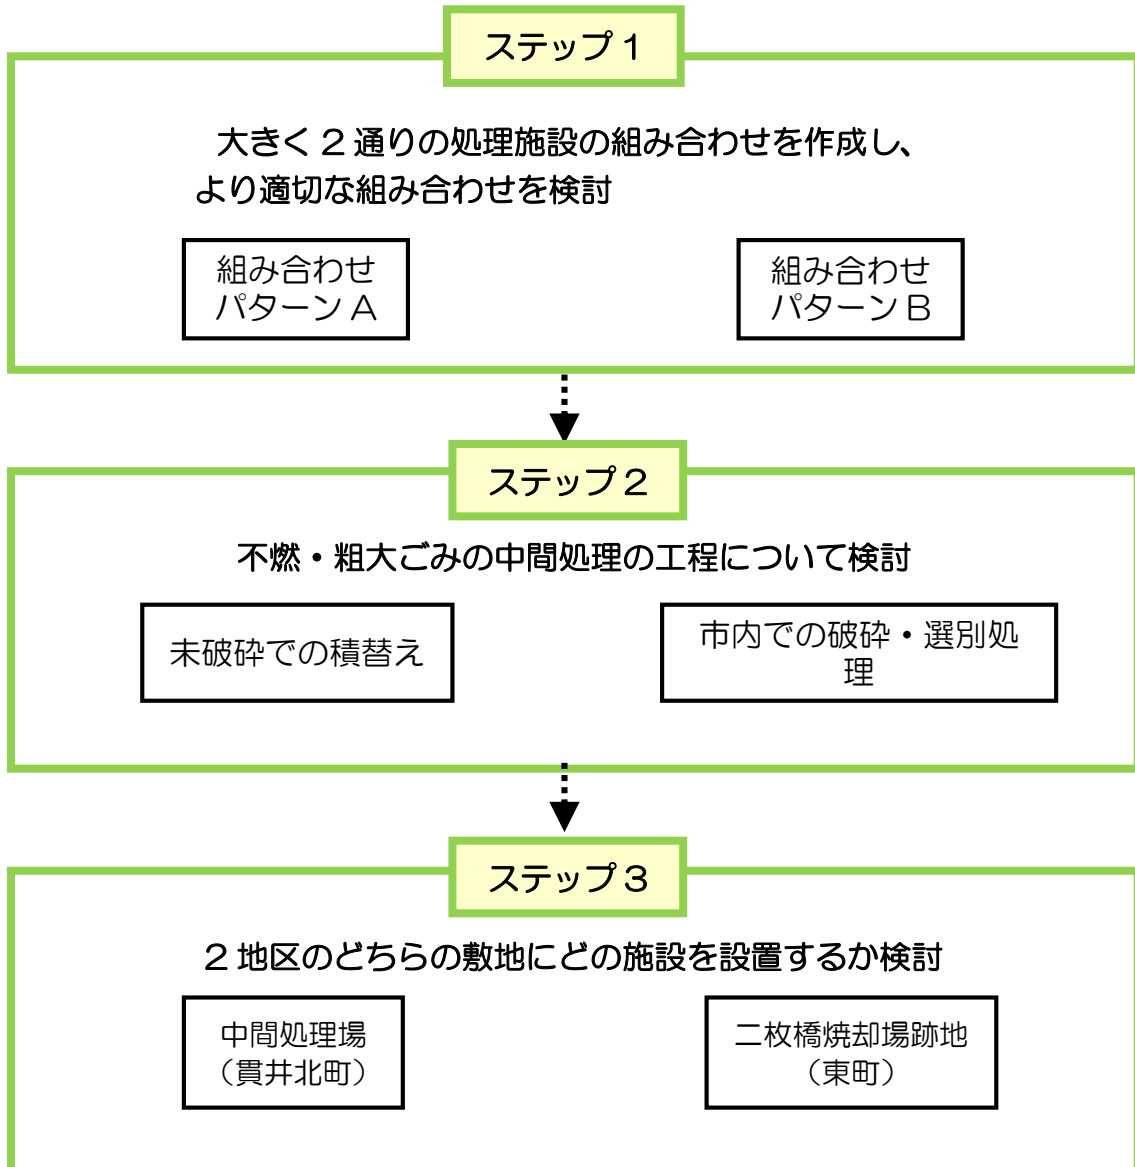 ステップ1
大きく2通りの処理施設の組み合わせを作成し、
より適切な組み合わせを検討
組み合わせ
パターンA
組み合わせ
パターンB
ステップ2
不燃・粗大ごみの中間処理の工程について検討
未破砕での積替え
市内での破砕・選別処
理
ステップ3
2地区のどちらの敷地にどの施設を設置するか検討
中間処理場
（貫井北町）
二枚橋焼却場跡地
（東町）